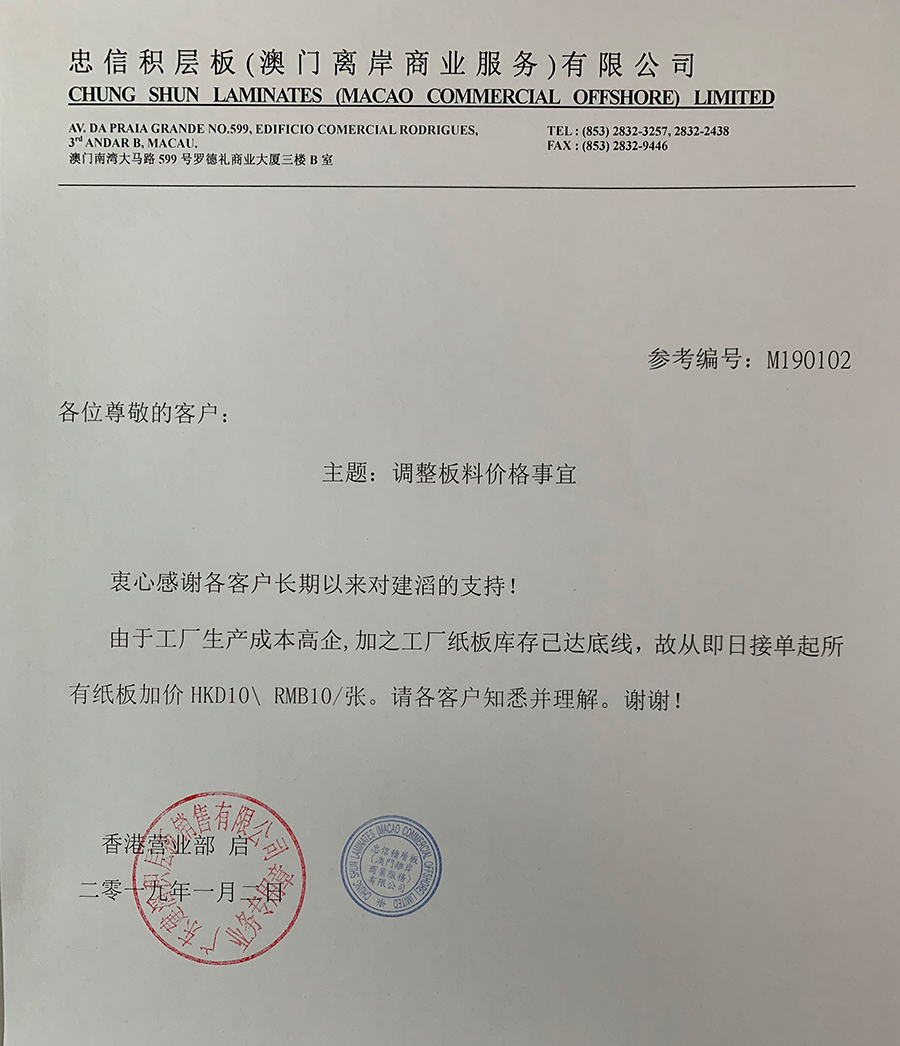 忠信积层板(澳门离岸商业服务)有限公司
CHUNG SHUN LAMINATES (MACAO COMMERCIAL OFFSHORE) LIMITED
AV. DA PRAIA GRANDE NO.599, EDIFICIO COMERCIAL RODRIGUES,
3rd ANDAR B, MACAU.
澳门南湾大马路 599 号罗德礼商业大厦三楼 B 室
TEL : (853) 2832-3257, 2832-2438
FAX : (853) 2832-9446
参考编号：M190102
各位尊敬的客户：
主题：调整板料价格事宜
衷心感谢各客户长期以来对建滔的支持！
由于工厂生产成本高企,加之工厂纸板库存已达底线，故从即日接单起所
有纸板加价 HKD10\ RMB10/张。请各客户知悉并理解。谢谢！
香港营业部 启
二零一九年一月二日
广东建滔积层板销售有限公司
业务专用章
CHUNG SHUN LAMINATES (MACAO COMMERCIAL OFFSHORE) LIMITED
忠信積層板
(澳門離岸
商業服務)
有限公司